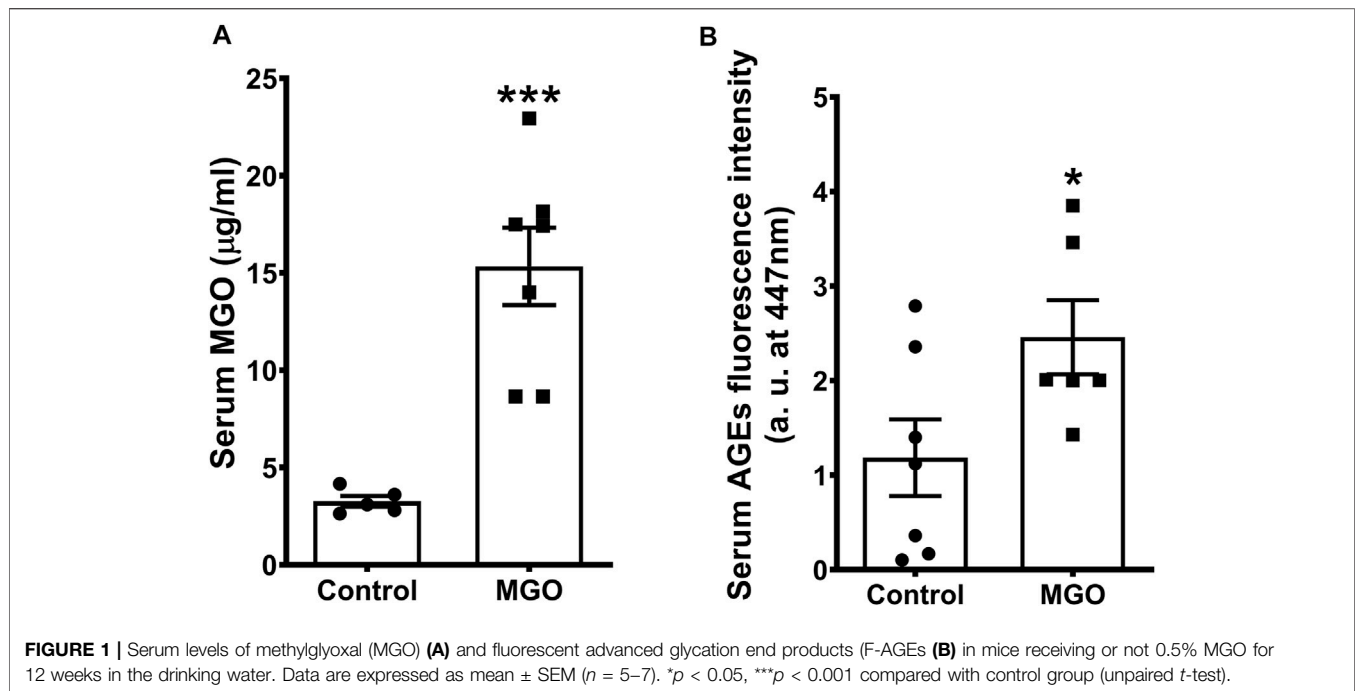 A
Serum MGO (μg/ml)
25
20
15
10
5
0
***
Control
MGO
B
Serum AGEs fluorescence intensity
(a. u. at 447nm)
5
4
3
2
1
0
*
Control
MGO
FIGURE 1 | Serum levels of methylglyoxal (MGO) (A) and fluorescent advanced glycation end products (F-AGEs (B) in mice receiving or not 0.5% MGO for
12 weeks in the drinking water. Data are expressed as mean ± SEM (n = 5–7). *p < 0.05, ***p < 0.001 compared with control group (unpaired t-test).